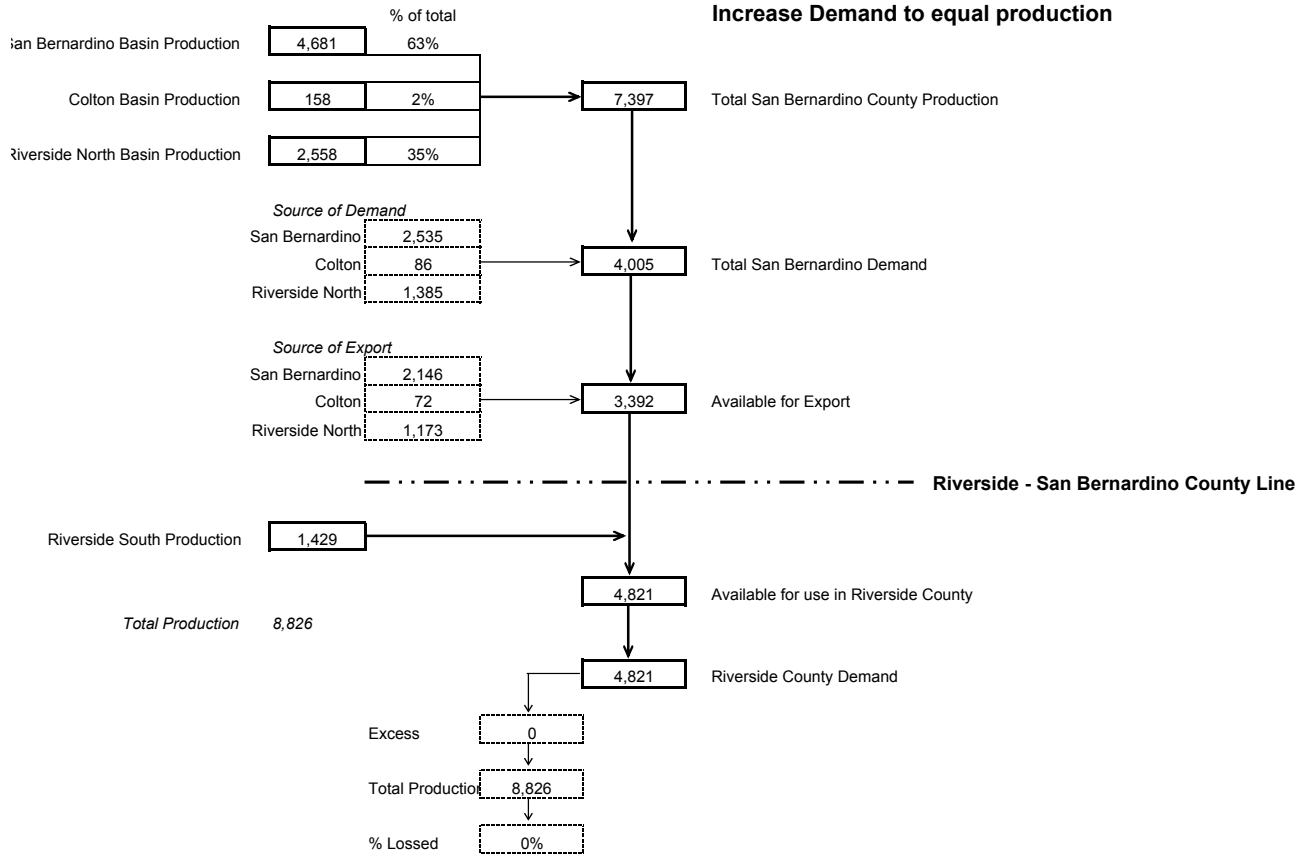 % of total
Increase Demand to equal production
San Bernardino Basin Production 4,681 63%
Colton Basin Production 158 2% 7,397 Total San Bernardino County Production
Riverside North Basin Production 2,558 35%
Source of Demand
San Bernardino 2,535
Colton 86 4,005 Total San Bernardino Demand
Riverside North 1,385
Source of Export
San Bernardino 2,146
Colton 72 3,392 Available for Export
Riverside North 1,173
Riverside - San Bernardino County Line
Riverside South Production 1,429
4,821 Available for use in Riverside County
Total Production 8,826
4,821 Riverside County Demand
Excess 0
Total Production 8,826
% Lossed 0%